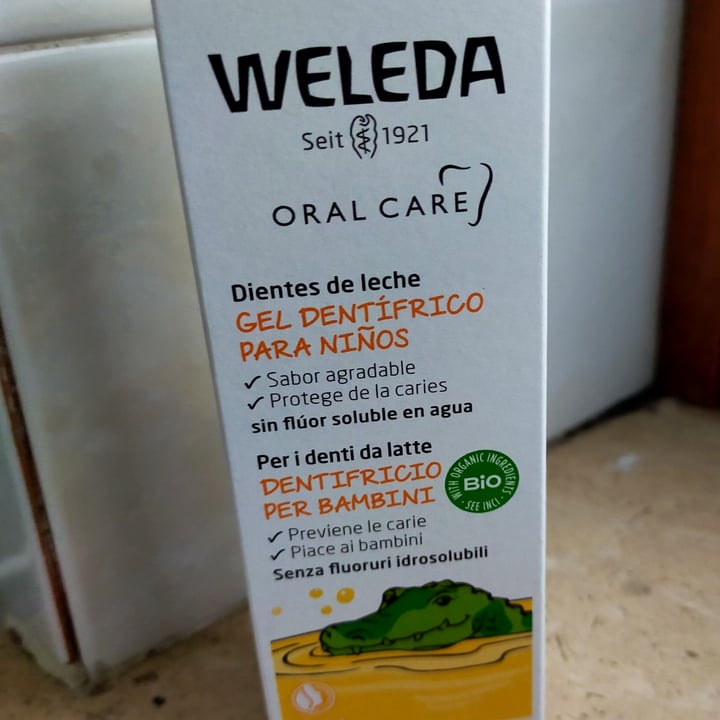 WELEDA
Seit 1921
ORAL CARE
Dientes de leche
GEL DENTÍFRICO
PARA NIÑOS
✓ Sabor agradable
✓ Protege de la caries
sin flúor soluble en agua
Per i denti da latte
DENTIFRICIO
PER BAMBINI
WITH ORGANIC INGREDIENTS
BiO
- SEE INCI -
✓ Previene le carie
✓ Piace ai bambini
Senza fluoruri idrosolubili